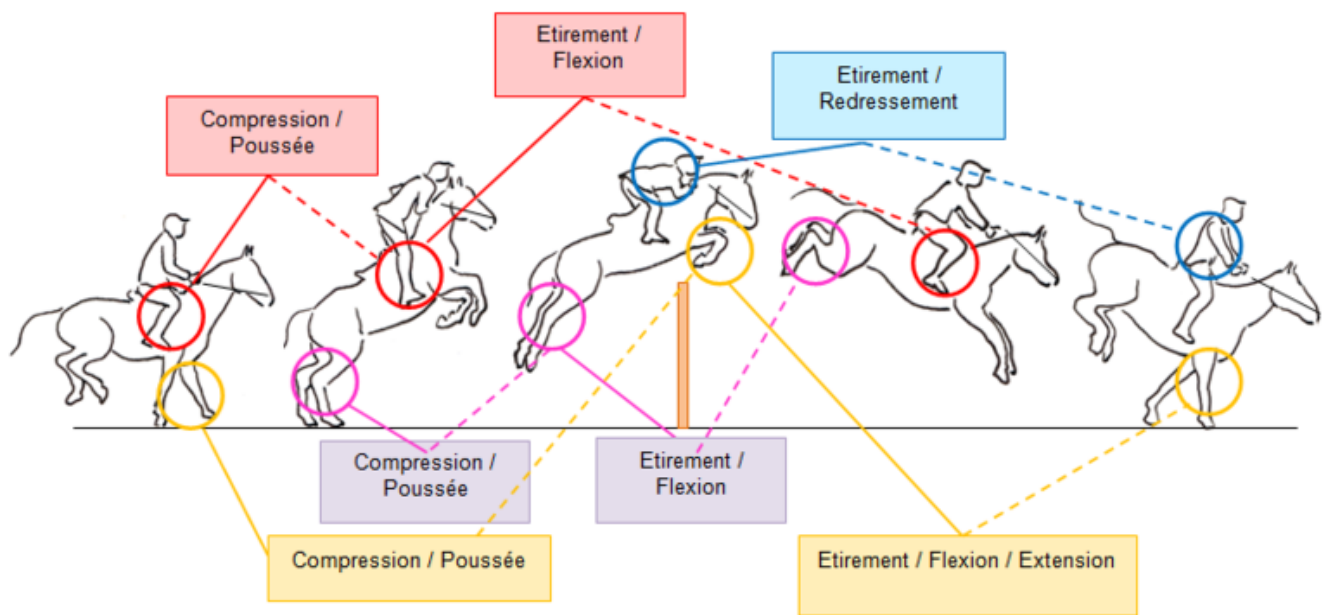 Etirement /
Flexion
Etirement /
Redressement
Compression /
Poussée
Compression /
Poussée
Etirement /
Flexion
Compression / Poussée
Etirement / Flexion / Extension